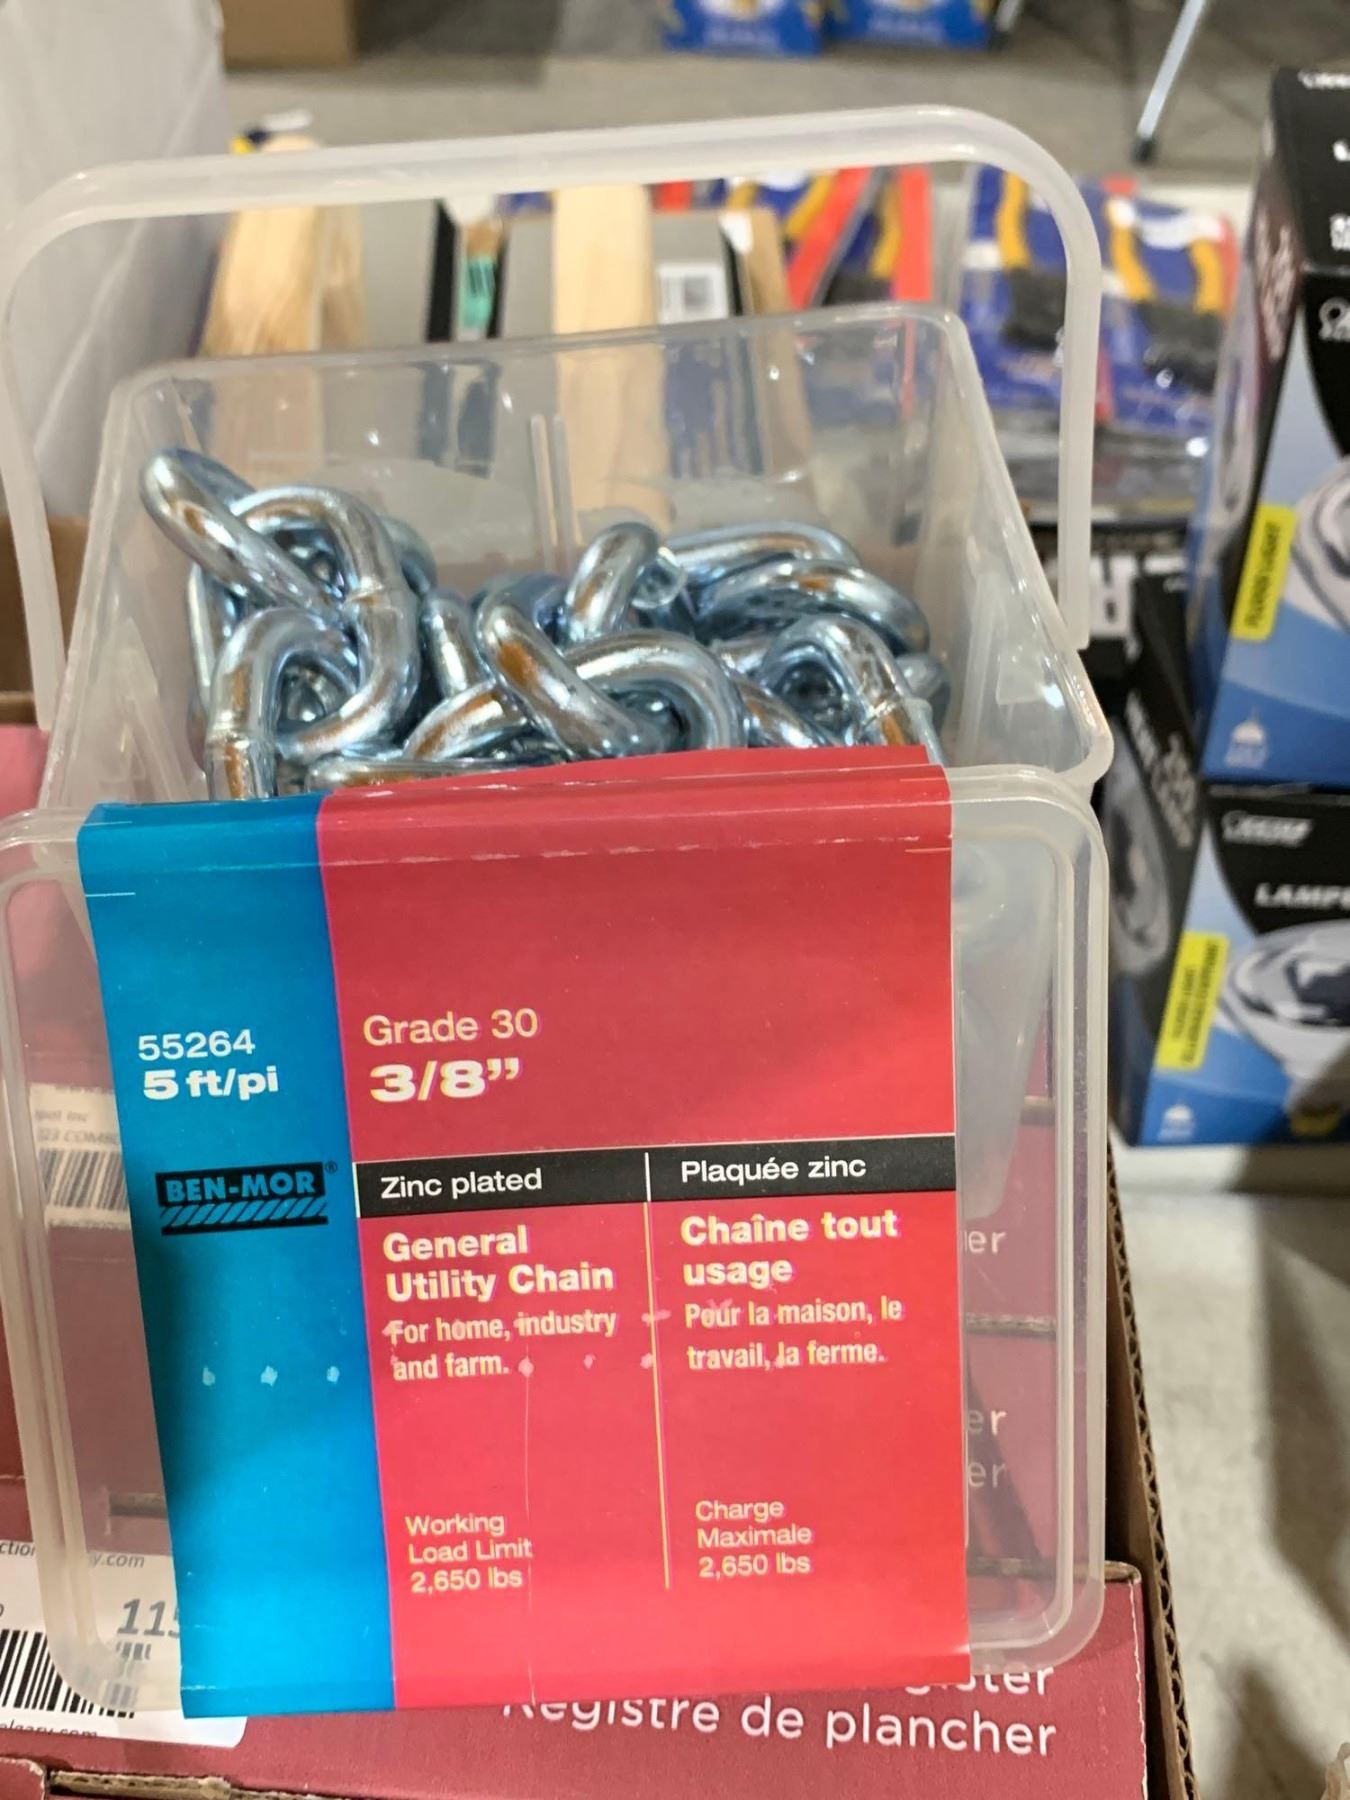 55264
5 ft/pi
BEN-MOR®
Grade 30
3/8”
Zinc plated
General
Utility Chain
For home, industry
and farm.
Working
Load Limit
2,650 lbs
Plaquée zinc
Chaîne tout
usage
Pour la maison, le
travail, la ferme.
Charge
Maximale
2,650 lbs
Registre de plancher